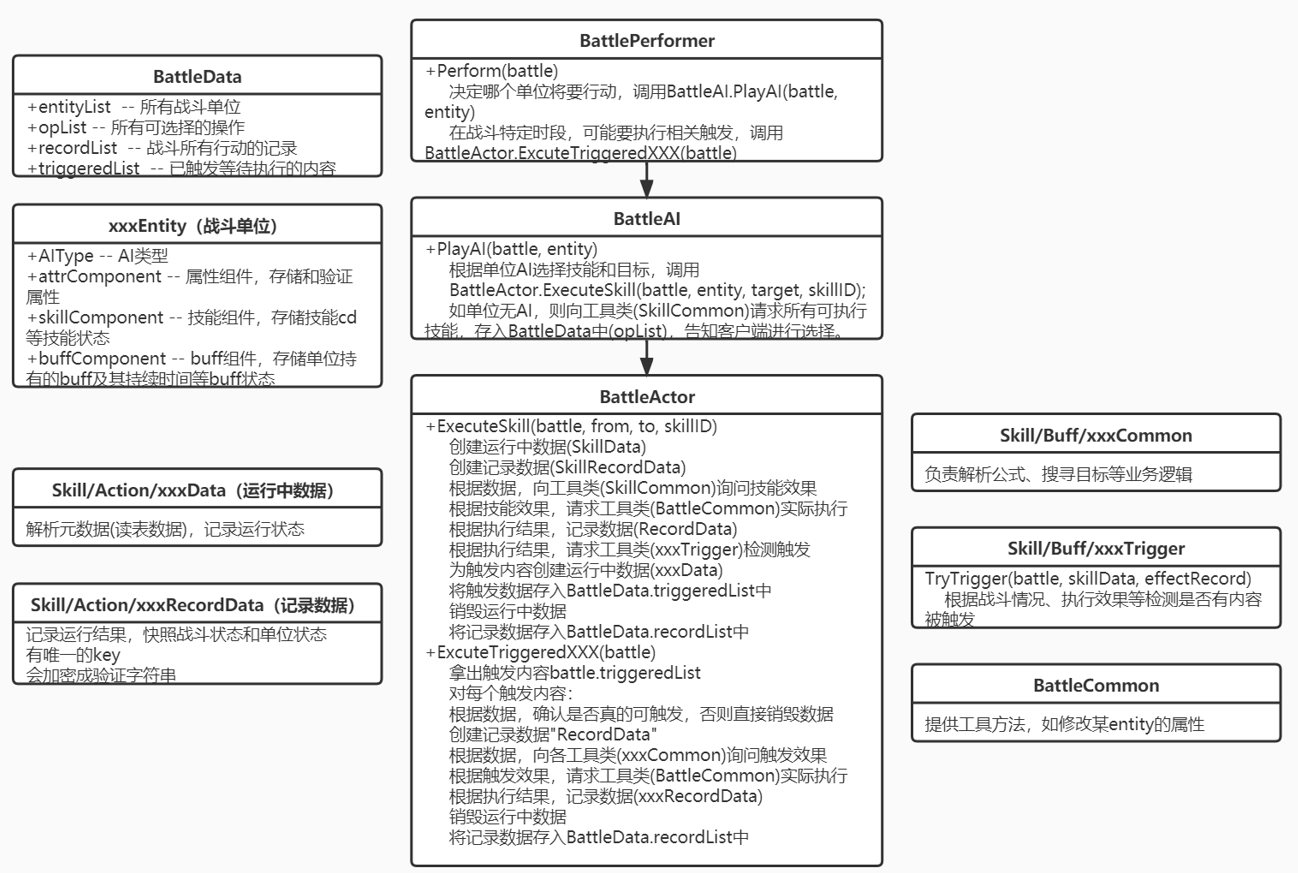 BattleData
+entityList -- 所有战斗单位
+opList -- 所有可选择的操作
+recordList -- 战斗所有行动的记录
+triggeredList -- 已触发等待执行的内容
xxxEntity（战斗单位）
+AIType -- AI类型
+attrComponent -- 属性组件，存储和验证
属性
+skillComponent -- 技能组件，存储技能cd
等技能状态
+buffComponent -- buff组件，存储单位持
有的buff及其持续时间等buff状态
Skill/Action/xxxData（运行中数据）
解析元数据(读表数据)，记录运行状态
Skill/Action/xxxRecordData（记录数据）
记录运行结果，快照战斗状态和单位状态
有唯一的key
会加密成验证字符串
BattlePerformer
+Perform(battle)
决定哪个单位将要行动，调用BattleAI.PlayAI(battle,
entity)
在战斗特定时段，可能要执行相关触发，调用
BattleActor.ExcuteTriggeredXXX(battle)
BattleAI
+PlayAI(battle, entity)
根据单位AI选择技能和目标，调用
BattleActor.ExecuteSkill(battle, entity, target, skillID);
如单位无AI，则向工具类(SkillCommon)请求所有可执行
技能，存入BattleData中(opList)，告知客户端进行选择。
BattleActor
+ExecuteSkill(battle, from, to, skillID)
创建运行中数据(SkillData)
创建记录数据(SkillRecordData)
根据数据，向工具类(SkillCommon)询问技能效果
根据技能效果，请求工具类(BattleCommon)实际执行
根据执行结果，记录数据(RecordData)
根据执行结果，请求工具类(xxxTrigger)检测触发
为触发内容创建运行中数据(xxxData)
将触发数据存入BattleData.triggeredList中
销毁运行中数据
将记录数据存入BattleData.recordList中
+ExcuteTriggeredXXX(battle)
拿出触发内容battle.triggeredList
对每个触发内容：
根据数据，确认是否真的可触发，否则直接销毁数据
创建记录数据"RecordData"
根据数据，向各工具类(xxxCommon)询问触发效果
根据触发效果，请求工具类(BattleCommon)实际执行
根据执行结果，记录数据(xxxRecordData)
销毁运行中数据
将记录数据存入BattleData.recordList中
Skill/Buff/xxxCommon
负责解析公式、搜寻目标等业务逻辑
Skill/Buff/xxxTrigger
TryTrigger(battle, skillData, effectRecord)
根据战斗情况、执行效果等检测是否有内容
被触发
BattleCommon
提供工具方法，如修改某entity的属性